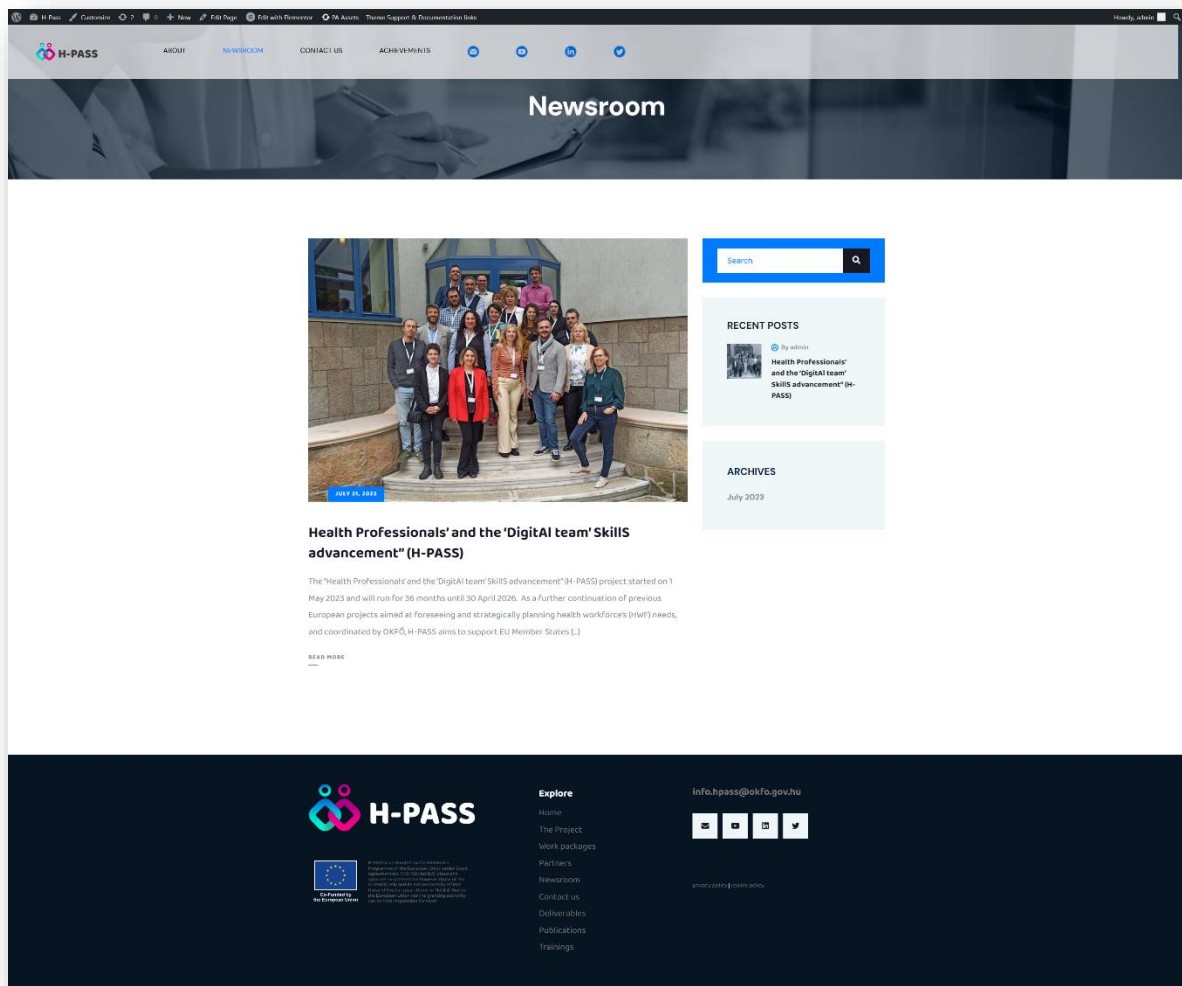 H-Pass Customize 2 0 New Edit Page Edit with Elementor PA Assets Theme Support & Documentation links Howdy, admin
H-PASS ABOUT NEWSROOM CONTACT US ACHIEVEMENTS
Newsroom
Search
RECENT POSTS
By admin
Health Professionals'
and the 'DigitAl team'
SkillS advancement" (H-
PASS)
ARCHIVES
July 2023
JULY 31, 2023
Health Professionals' and the 'DigitAl team' SkillS
advancement" (H-PASS)
The "Health Professionals' and the 'DigitAl team' SkillS advancement" (H-PASS) project started on 1
May 2023 and will run for 36 months until 30 April 2026. As a further continuation of previous
European projects aimed at foreseeing and strategically planning health workforce's (HWF) needs,
and coordinated by OKFŐ, H-PASS aims to support EU Member States [...]
READ MORE
H-PASS
Co-Funded by
the European Union
Explore
Home
The Project
Work packages
Partners
Newsroom
Contact us
Deliverables
Publications
Trainings
info.hpass@okfo.gov.hu
privacy policy | cookie policy